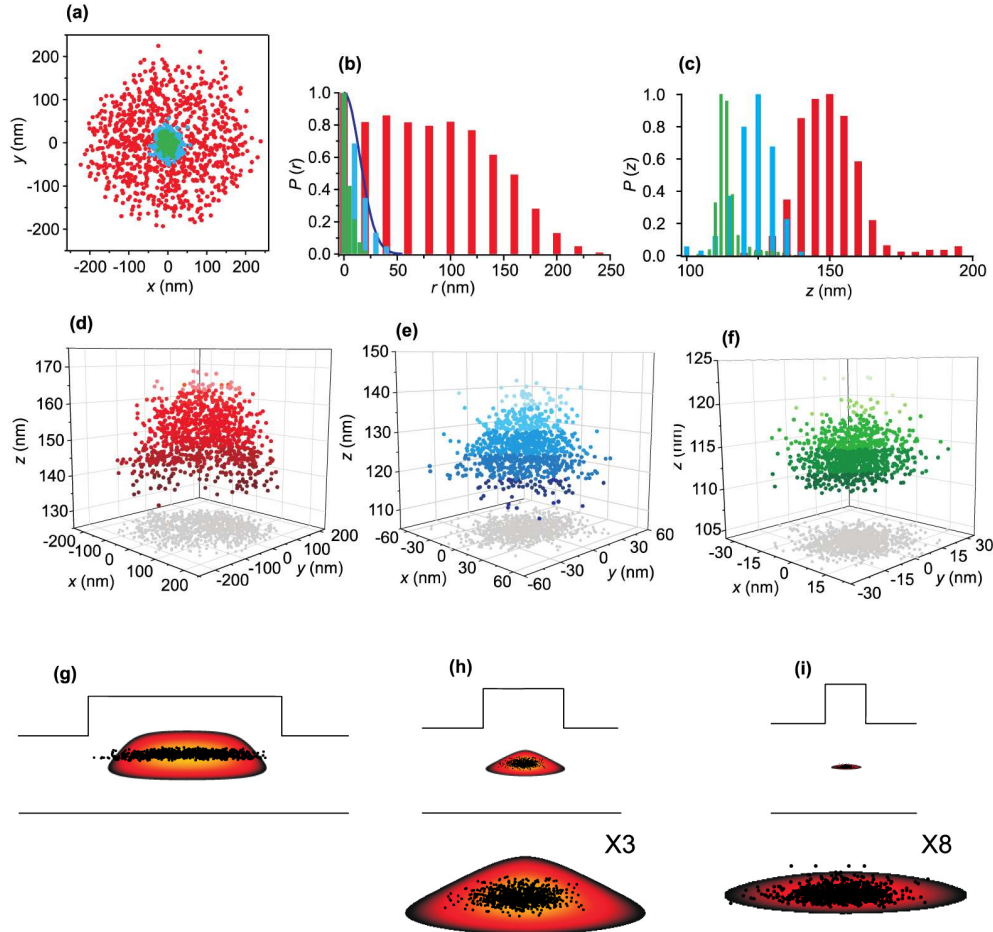 (a)
200
100
0
-100
-200
y (nm)
-200 -100 0 100 200
x (nm)
(b)
1.0
0.8
0.6
0.4
0.2
0.0
P (r)
0 50 100 150 200 250
r (nm)
(c)
1.0
0.8
0.6
0.4
0.2
0.0
P (z)
100 150 200
z (nm)
(d)
170
160
150
140
130
z (nm)
-200
-100
0
100
200
x (nm)
-200
-100
0
100
200
y (nm)
(e)
150
140
130
120
110
z (nm)
-60
-30
0
30
60
x (nm)
-60
-30
0
30
60
y (nm)
(f)
125
120
115
110
105
z (nm)
-30
-15
0
15
x (nm)
-30
-15
0
15
30
y (nm)
(g)
(h)
(i)
X3
X8